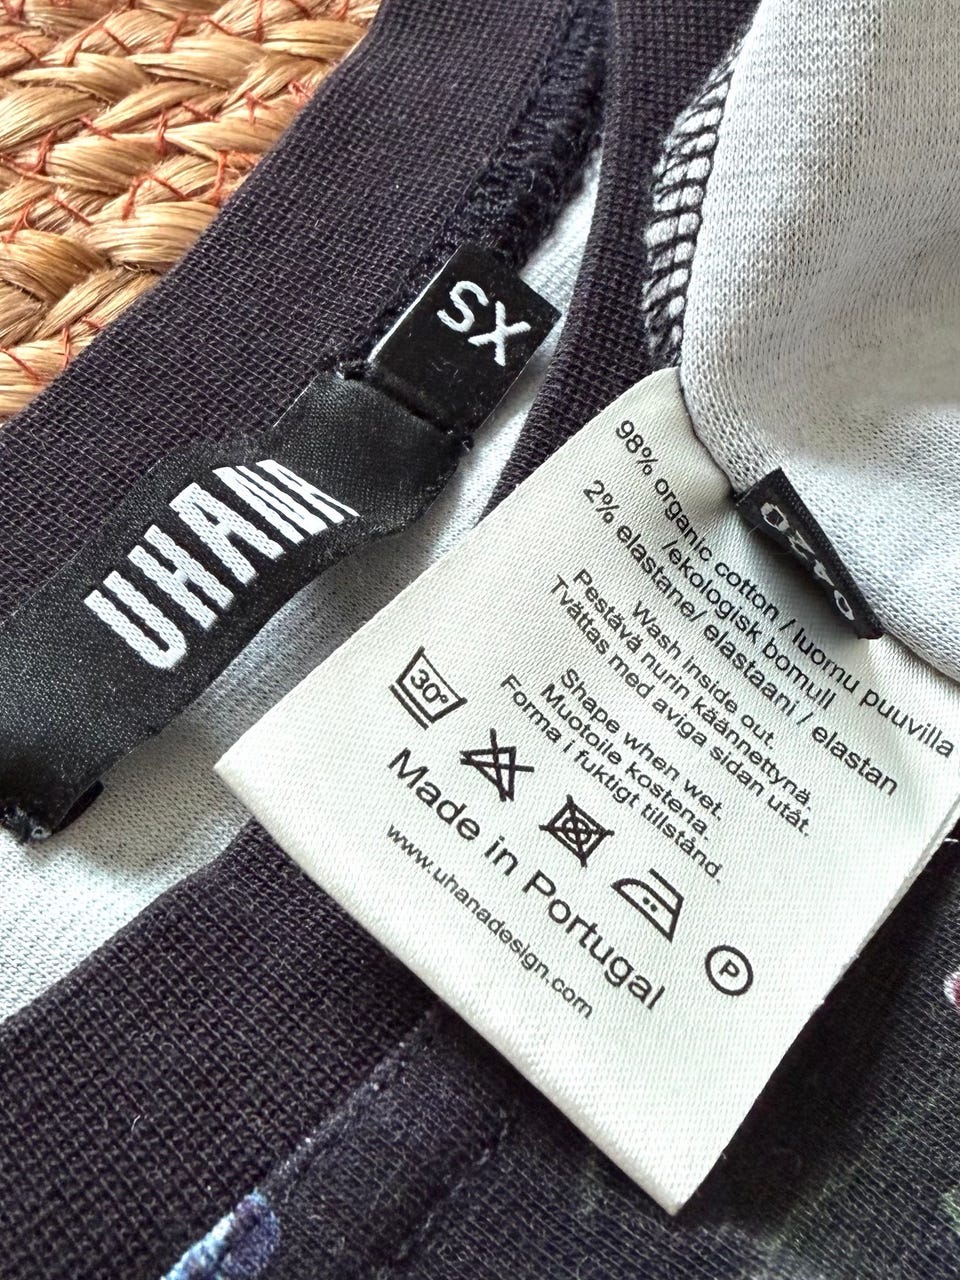 XS
UHANA
98% organic cotton / luomu puuvilla
/ekologisk bomull
2% elastane/ elastaani / elastan
Wash inside out.
Pestävä nurin käännettynä.
Tvättas med aviga sidan utåt.
Shape when wet.
Muotoile kostena.
Forma i fuktigt tillstånd.
30°
P
Made in Portugal
www.uhanadesign.com